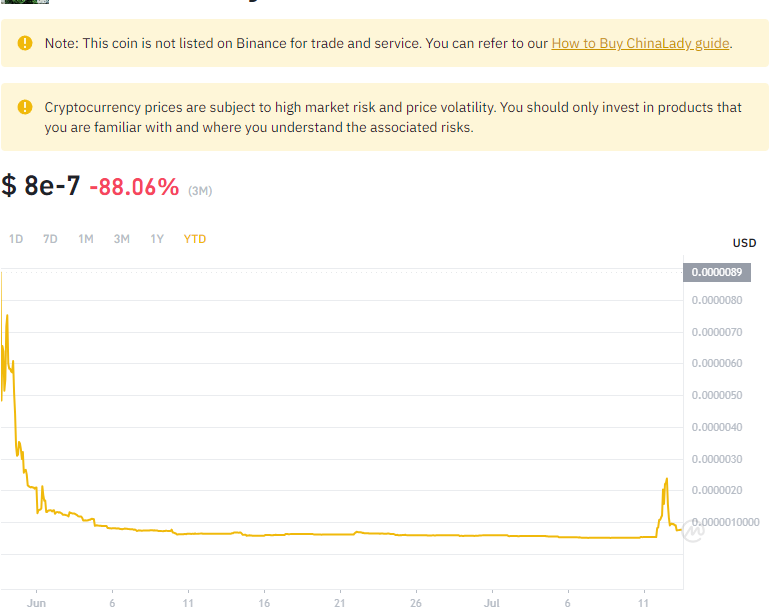 Note: This coin is not listed on Binance for trade and service. You can refer to our How to Buy ChinaLady guide.
Cryptocurrency prices are subject to high market risk and price volatility. You should only invest in products that
you are familiar with and where you understand the associated risks.
$ 8e-7 -88.06% (3M)
1D 7D 1M 3M 1Y YTD
USD
0.0000089
0.0000080
0.0000070
0.0000060
0.0000050
0.0000040
0.0000030
0.0000020
0.0000010000
Jun 6 11 16 21 26 Jul 6 11